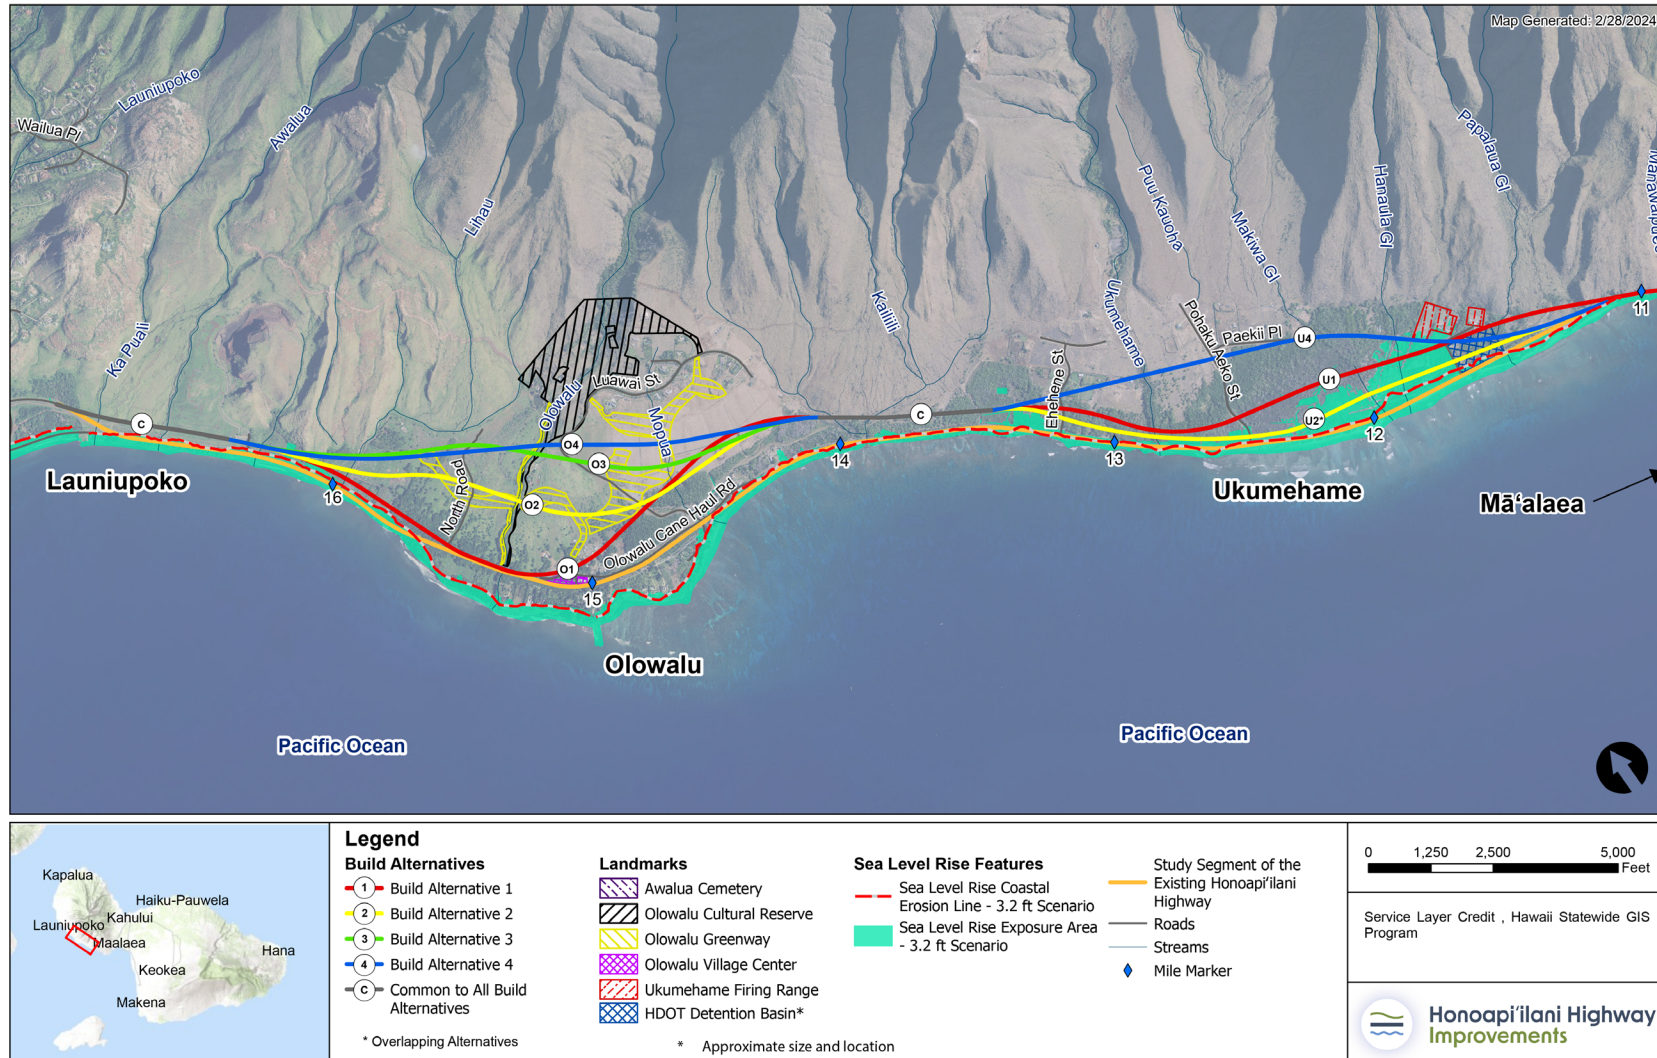 Map Generated: 2/28/2024
Launiupoko
Wailua Pl
Awalua
Lihau
Ka Puali
Olowalu
Luawai St
Mopua
Kailiili
Ukumehame
Puu Kauoha
Makiwa Gl
Hanaula Gl
Papalaua Gl
Pohaku Aeko St
Paekii Pl
Ehehene St
North Road
Olowalu Cane Haul Rd
C
O4
O3
O2
O1
C
U4
U1
U2*
16
15
14
13
12
11
Launiupoko
Olowalu
Ukumehame
Māʻalaea
Pacific Ocean
Pacific Ocean
Kapalua
Haiku-Pauwela
Kahului
Launiupoko
Maalaea
Hana
Keokea
Makena
Legend
Build Alternatives
1 Build Alternative 1
2 Build Alternative 2
3 Build Alternative 3
4 Build Alternative 4
C Common to All Build
Alternatives
* Overlapping Alternatives
Landmarks
Awalua Cemetery
Olowalu Cultural Reserve
Olowalu Greenway
Olowalu Village Center
Ukumehame Firing Range
HDOT Detention Basin*
* Approximate size and location
Sea Level Rise Features
Sea Level Rise Coastal
Erosion Line - 3.2 ft Scenario
Sea Level Rise Exposure Area
- 3.2 ft Scenario
Study Segment of the
Existing Honoapiʻilani
Highway
Roads
Streams
Mile Marker
0 1,250 2,500 5,000
Feet
Service Layer Credit , Hawaii Statewide GIS
Program
Honoapiʻilani Highway
Improvements